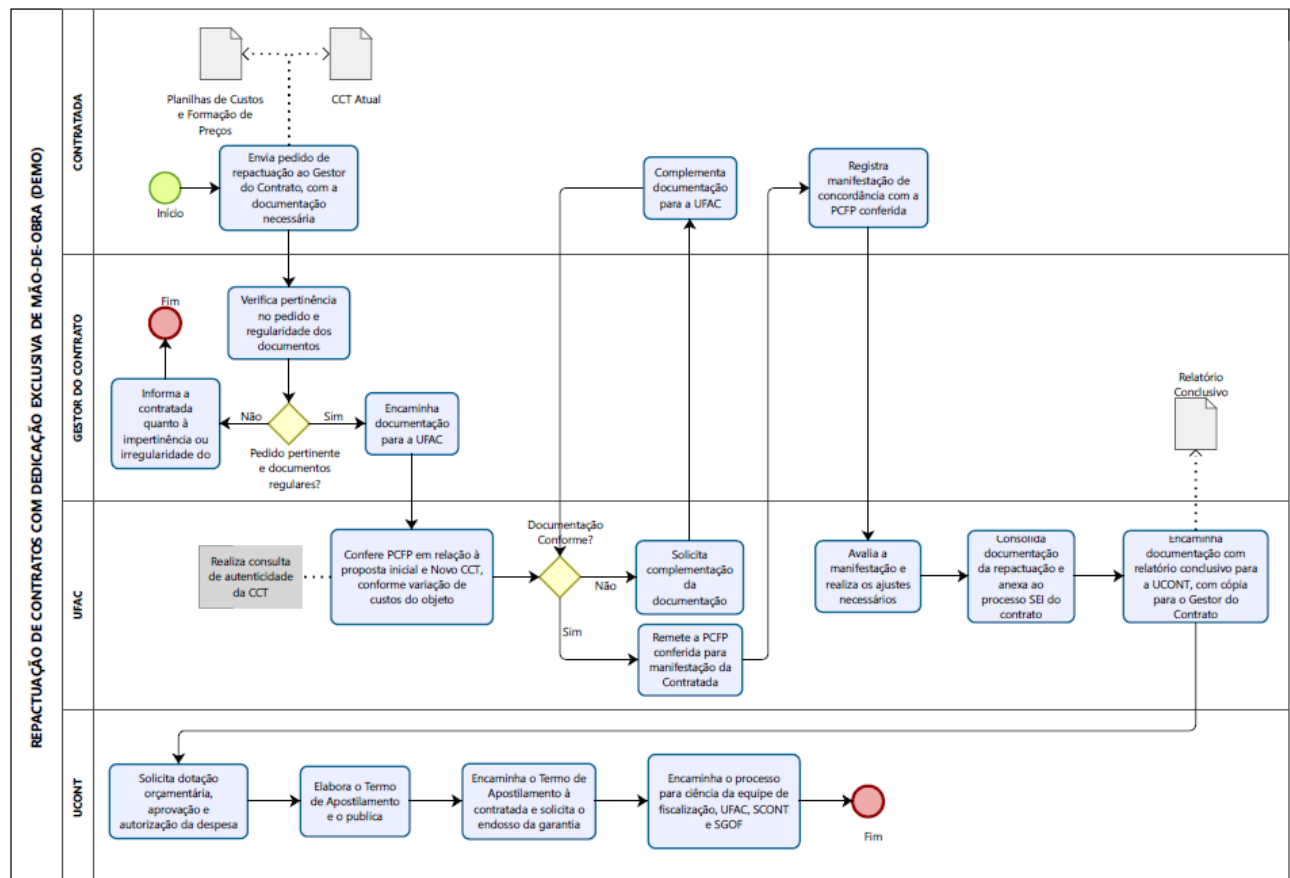 REPACTUAÇÃO DE CONTRATOS COM DEDICAÇÃO EXCLUSIVA DE MÃO-DE-OBRA (DEMO)
CONTRATADA
Planilhas de Custos
e Formação de
Preços
CCT Atual
Início
Envia pedido de
repactuação ao Gestor
do Contrato, com a
documentação
necessária
Complementa
documentação
para a UFAC
Registra
manifestação de
concordância com a
PCFP conferida
GESTOR DO CONTRATO
Fim
Verifica pertinência
no pedido e
regularidade dos
documentos
Informa a
contratada
quanto à
impertinência ou
irregularidade do
Não
Sim
Pedido pertinente
e documentos
regulares?
Encaminha
documentação
para a UFAC
Relatório
Conclusivo
UFAC
Realiza consulta
de autenticidade
da CCT
Confere PCFP em relação à
proposta inicial e Novo CCT,
conforme variação de
custos do objeto
Documentação
Conforme?
Não
Sim
Solicita
complementação
da
documentação
Remete a PCFP
conferida para
manifestação da
Contratada
Avalia a
manifestação e
realiza os ajustes
necessários
Consolida
documentação
da repactuação e
anexa ao
processo SEI do
contrato
Encaminha
documentação com
relatório conclusivo para
a UCONT, com cópia
para o Gestor do
Contrato
UCONT
Solicita dotação
orçamentária,
aprovação e
autorização da despesa
Elabora o Termo
de Apostilamento
e o publica
Encaminha o Termo de
Apostilamento à
contratada e solicita o
endosso da garantia
Encaminha o processo
para ciência da equipe de
fiscalização, UFAC, SCONT
e SGOF
Fim